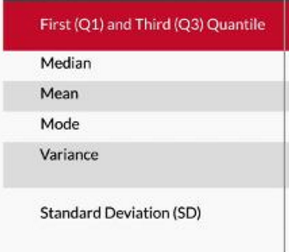 First (Q1) and Third (Q3) Quantile
Median
Mean
Mode
Variance
Standard Deviation (SD)